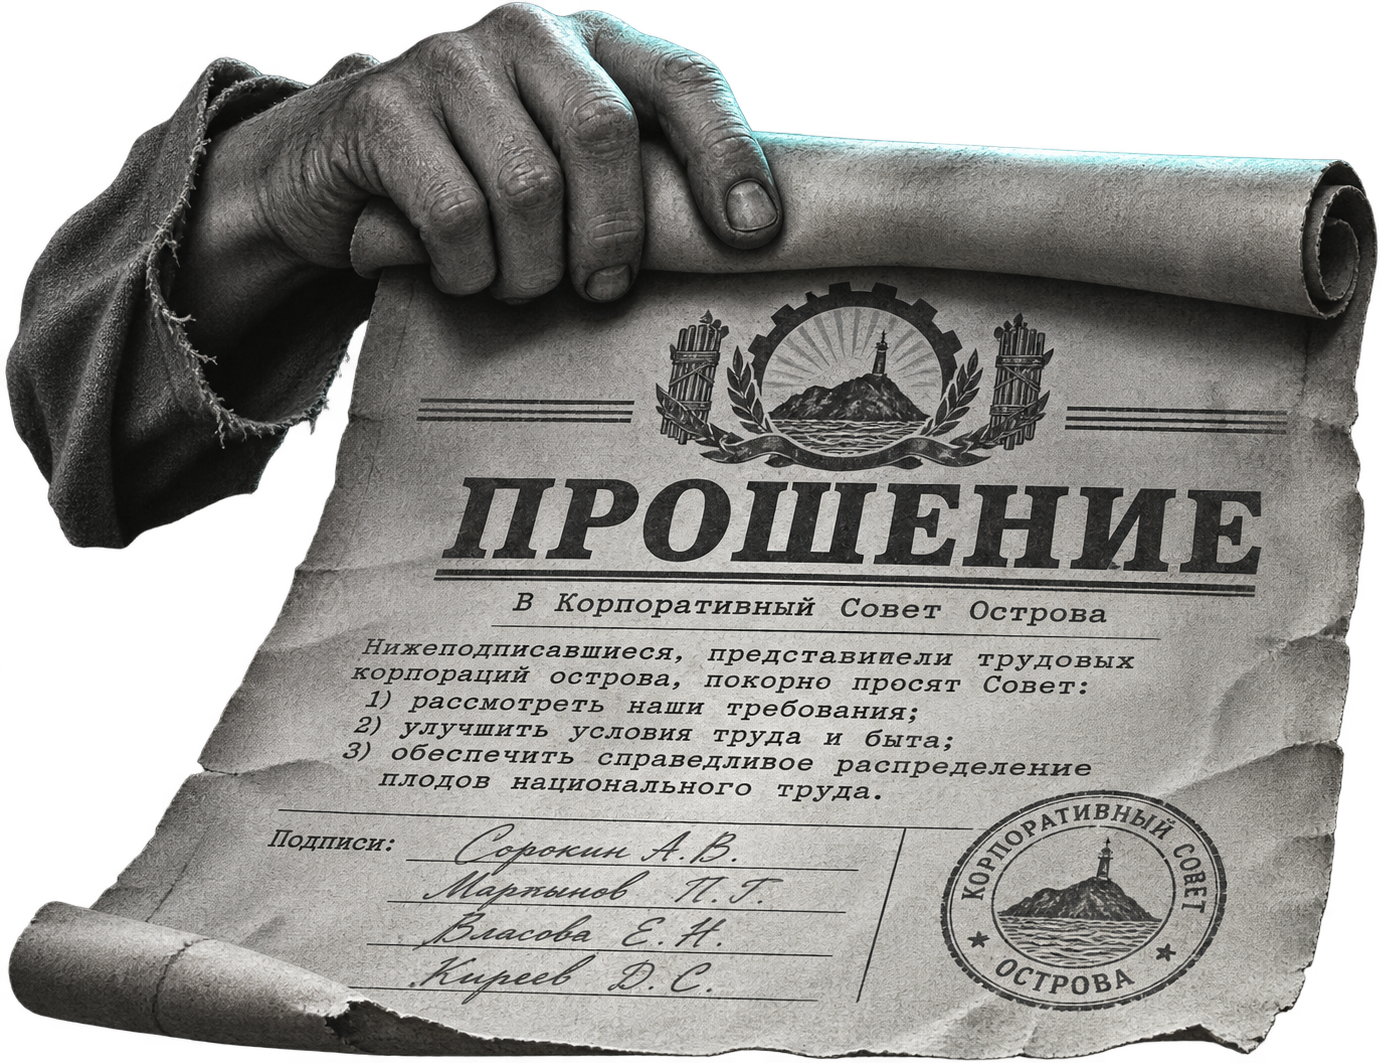 ПРОШЕНИЕ
В Корпоративный Совет Острова
Нижеподписавшиеся, представиnели трудовых
корпораций острова, покорно просят Совет:
1) рассмотреть наши требования;
2) улучшить условия труда и быта;
3) обеспечить справедливое распределение
плодов национального труда.
Подписи: Сорокин А.В.
Мартынов П.Г.
Власова Е.Н.
Киреев Д.С.
КОРПОРАТИВНЫЙ СОВЕТ
ОСТРОВА